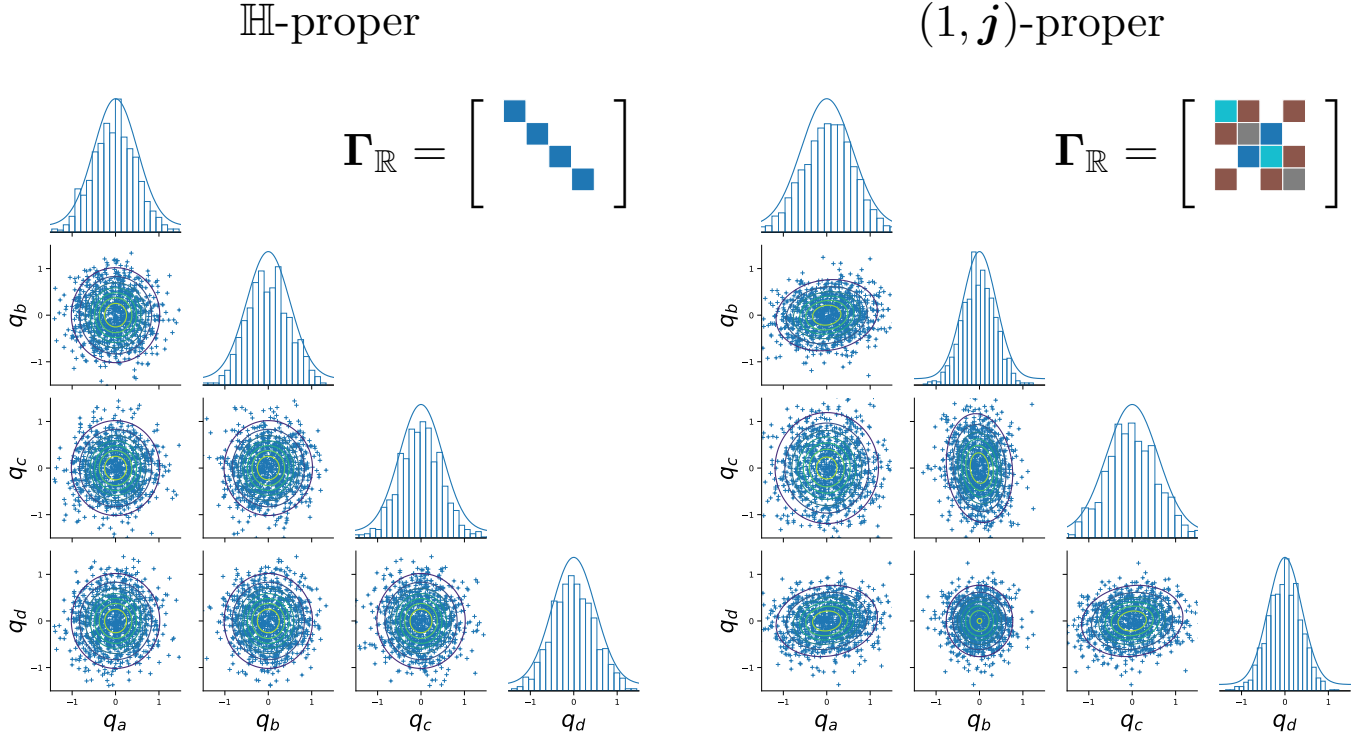 ℍ-proper (1, j)-proper
Γℝ = [ ] Γℝ = [ ]
q_b 1 0 −1 q_b 1 0 −1
q_c 1 0 −1 q_c 1 0 −1
q_d 1 0 −1 q_d 1 0 −1
−1 0 1 −1 0 1 −1 0 1 −1 0 1 −1 0 1 −1 0 1 −1 0 1 −1 0 1
q_a q_b q_c q_d q_a q_b q_c q_d